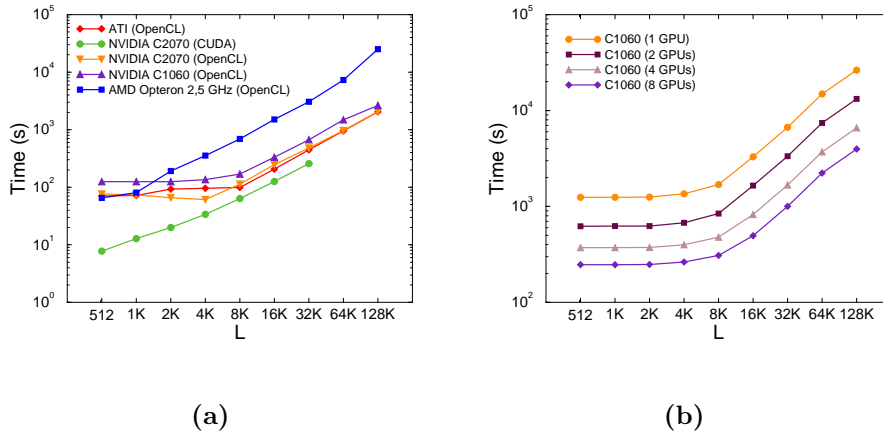 10^5
10^4
10^3
10^2
10^1
10^0
Time (s)
ATI (OpenCL)
NVIDIA C2070 (CUDA)
NVIDIA C2070 (OpenCL)
NVIDIA C1060 (OpenCL)
AMD Opteron 2,5 GHz (OpenCL)
512 1K 2K 4K 8K 16K 32K 64K 128K
L
(a)
10^5
10^4
10^3
10^2
Time (s)
C1060 (1 GPU)
C1060 (2 GPUs)
C1060 (4 GPUs)
C1060 (8 GPUs)
512 1K 2K 4K 8K 16K 32K 64K 128K
L
(b)